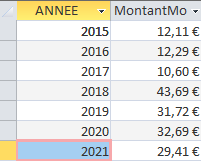 ANNEE MontantMo
2015 12,11 €
2016 12,29 €
2017 10,60 €
2018 43,69 €
2019 31,72 €
2020 32,69 €
2021 29,41 €